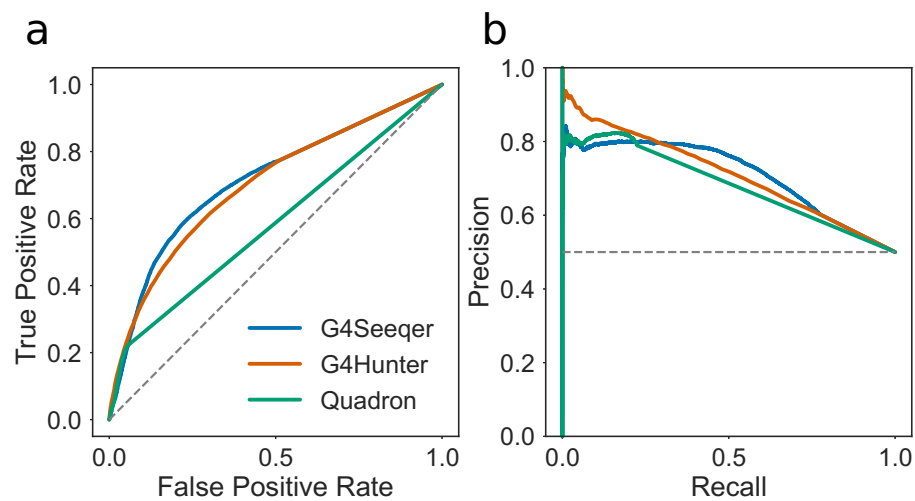 a
1.0
0.8
0.6
0.4
0.2
0.0
True Positive Rate
G4Seeqer
G4Hunter
Quadron
0.0 0.5 1.0
False Positive Rate
b
1.0
0.8
0.6
0.4
0.2
0.0
Precision
0.0 0.5 1.0
Recall